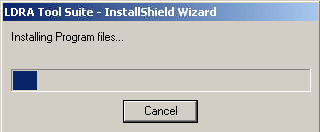 LDRA Tool Suite - InstallShield Wizard
Installing Program files...
Cancel